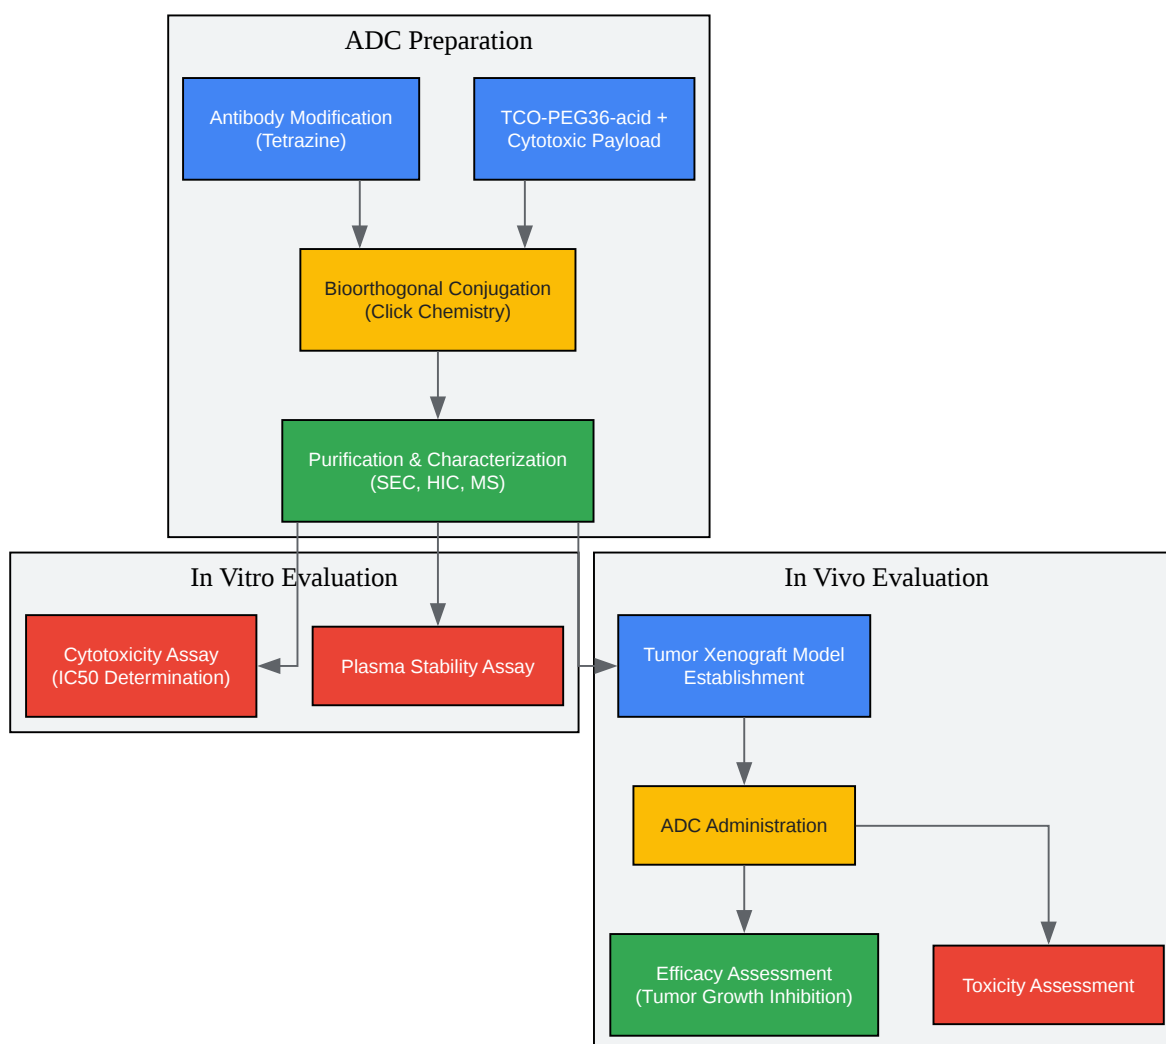 ADC Preparation
Antibody Modification
(Tetrazine)
TCO-PEG36-acid +
Cytotoxic Payload
Bioorthogonal Conjugation
(Click Chemistry)
Purification & Characterization
(SEC, HIC, MS)
In Vitro Evaluation
Cytotoxicity Assay
(IC50 Determination)
Plasma Stability Assay
In Vivo Evaluation
Tumor Xenograft Model
Establishment
ADC Administration
Efficacy Assessment
(Tumor Growth Inhibition)
Toxicity Assessment